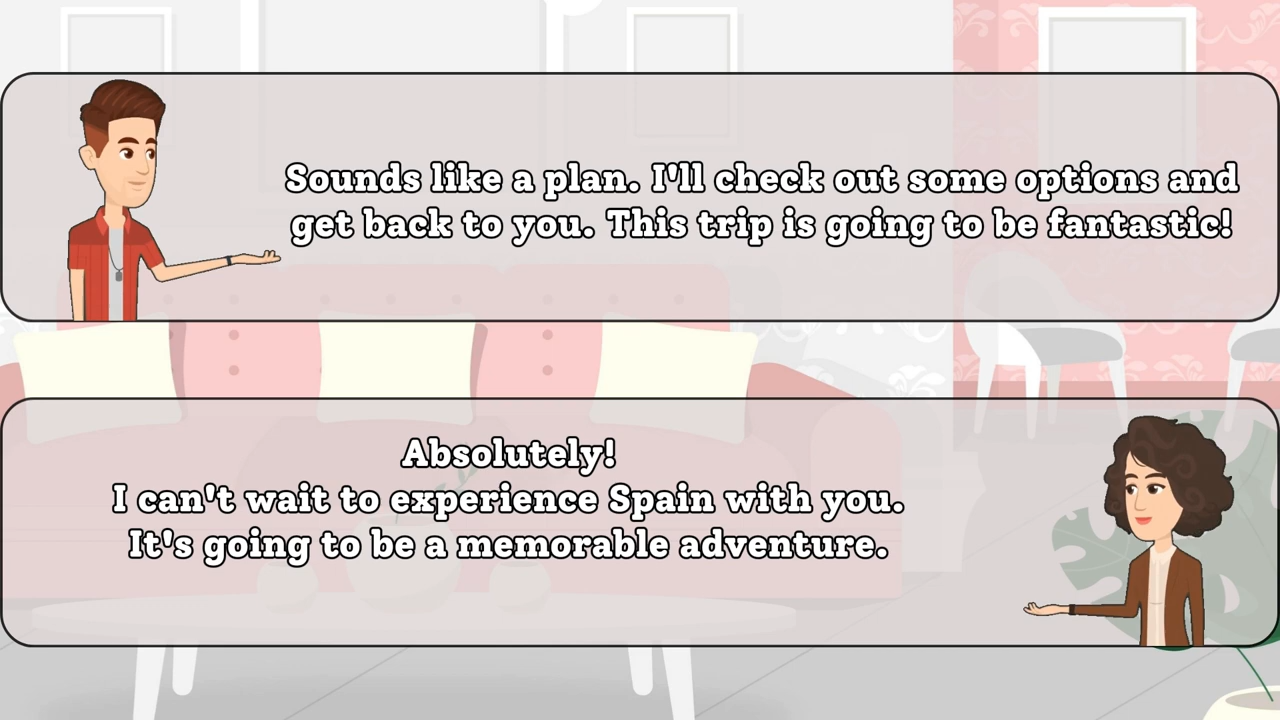 Sounds like a plan. I'll check out some options and
get back to you. This trip is going to be fantastic!
Absolutely!
I can't wait to experience Spain with you.
It's going to be a memorable adventure.